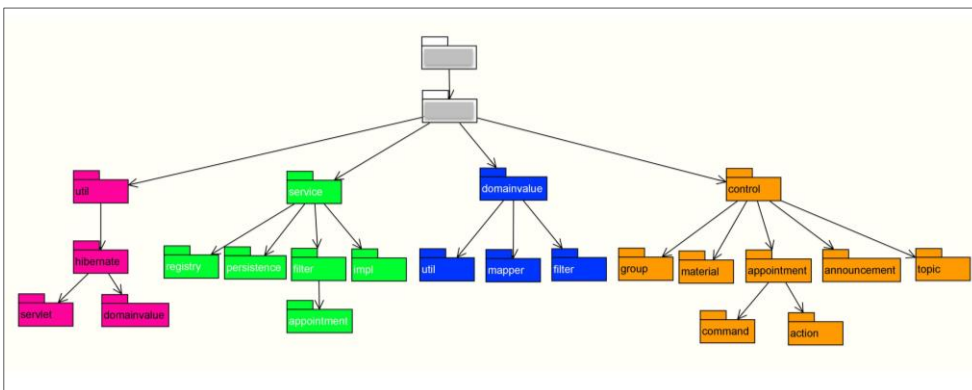 util
service
domainvalue
control
hibernate
registry
persistence
filter
impl
util
mapper
filter
group
material
appointment
announcement
topic
servlet
domainvalue
appointment
command
action